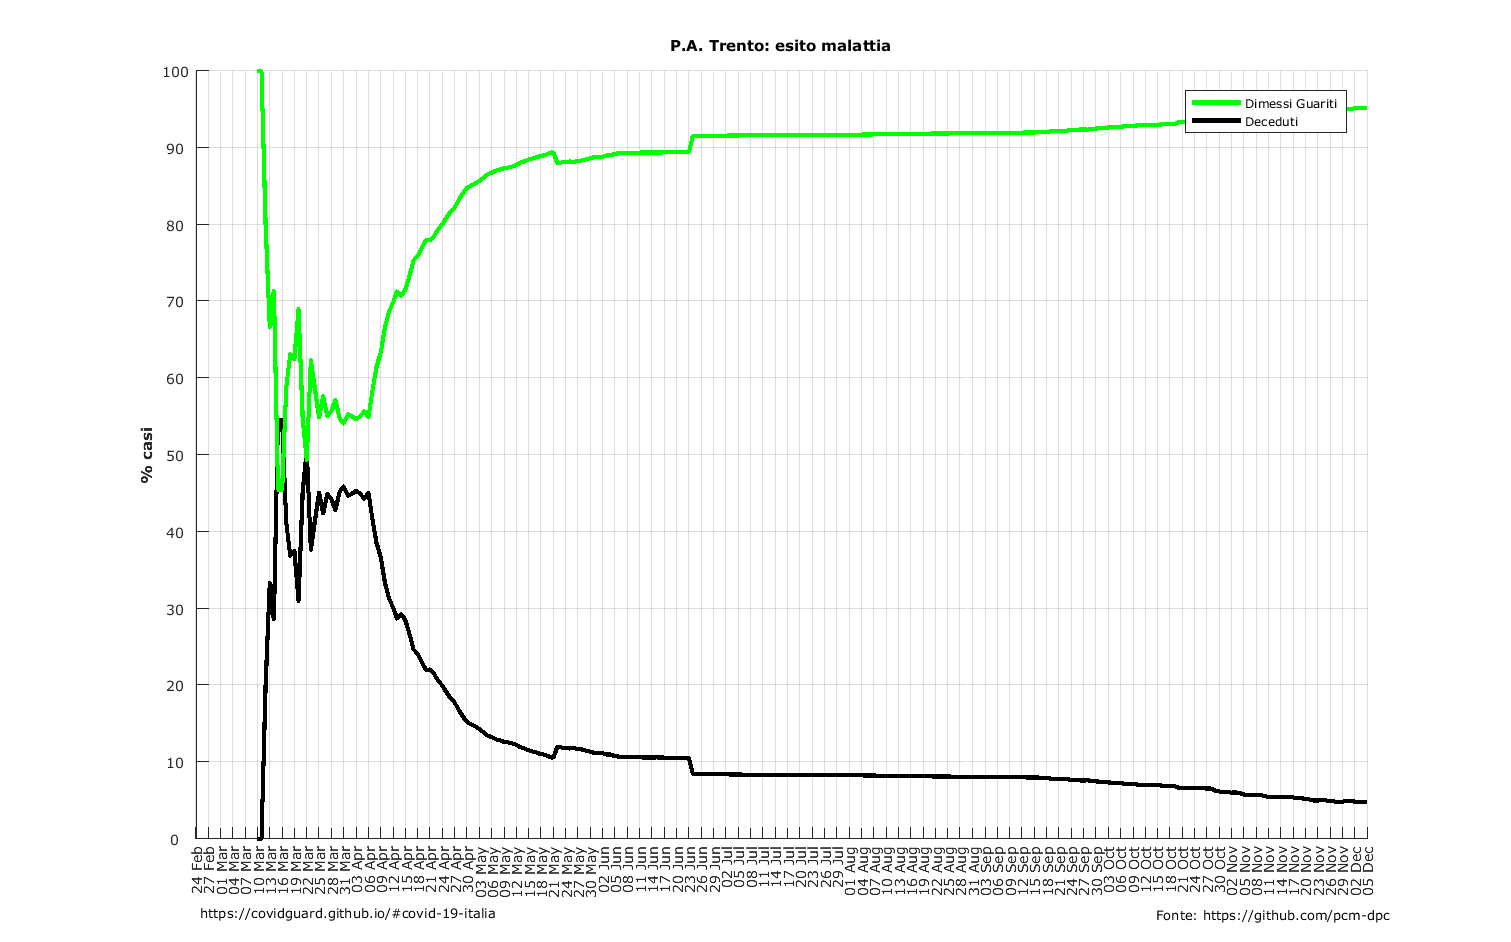 P.A. Trento: esito malattia
Dimessi Guariti
Deceduti
% casi
100
90
80
70
60
50
40
30
20
10
0
24 Feb
27 Feb
01 Mar
04 Mar
07 Mar
10 Mar
13 Mar
16 Mar
19 Mar
22 Mar
25 Mar
28 Mar
31 Mar
03 Apr
06 Apr
09 Apr
12 Apr
15 Apr
18 Apr
21 Apr
24 Apr
27 Apr
30 Apr
03 May
06 May
09 May
12 May
15 May
18 May
21 May
24 May
27 May
30 May
02 Jun
05 Jun
08 Jun
11 Jun
14 Jun
17 Jun
20 Jun
23 Jun
26 Jun
29 Jun
02 Jul
05 Jul
08 Jul
11 Jul
14 Jul
17 Jul
20 Jul
23 Jul
26 Jul
29 Jul
01 Aug
04 Aug
07 Aug
10 Aug
13 Aug
16 Aug
19 Aug
22 Aug
25 Aug
28 Aug
31 Aug
03 Sep
06 Sep
09 Sep
12 Sep
15 Sep
18 Sep
21 Sep
24 Sep
27 Sep
30 Sep
03 Oct
06 Oct
09 Oct
12 Oct
15 Oct
18 Oct
21 Oct
24 Oct
27 Oct
30 Oct
02 Nov
05 Nov
08 Nov
11 Nov
14 Nov
17 Nov
20 Nov
23 Nov
26 Nov
29 Nov
02 Dec
05 Dec
https://covidguard.github.io/#covid-19-italia
Fonte: https://github.com/pcm-dpc